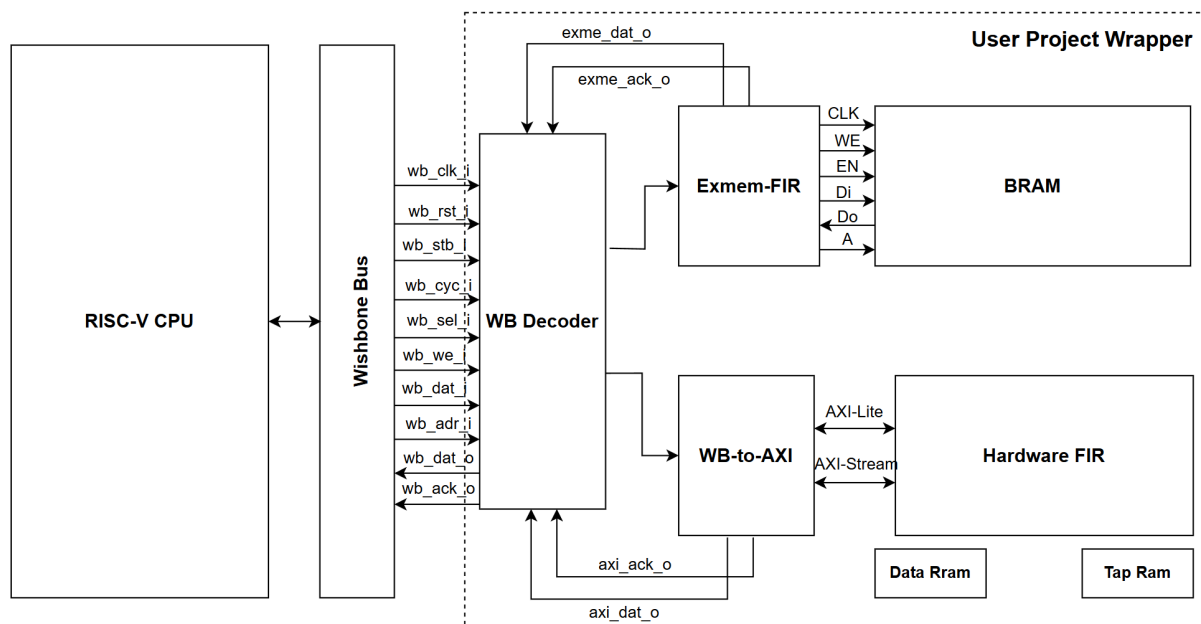 exme_dat_o
User Project Wrapper
exme_ack_o
CLK
WE
EN
Di
Do
A
Exmem-FIR
BRAM
wb_clk_i
wb_rst_i
wb_stb_i
wb_cyc_i
wb_sel_i
wb_we_i
wb_dat_i
wb_adr_i
wb_dat_o
wb_ack_o
RISC-V CPU
Wishbone Bus
WB Decoder
AXI-Lite
WB-to-AXI
AXI-Stream
Hardware FIR
axi_ack_o
axi_dat_o
Data Rram
Tap Ram